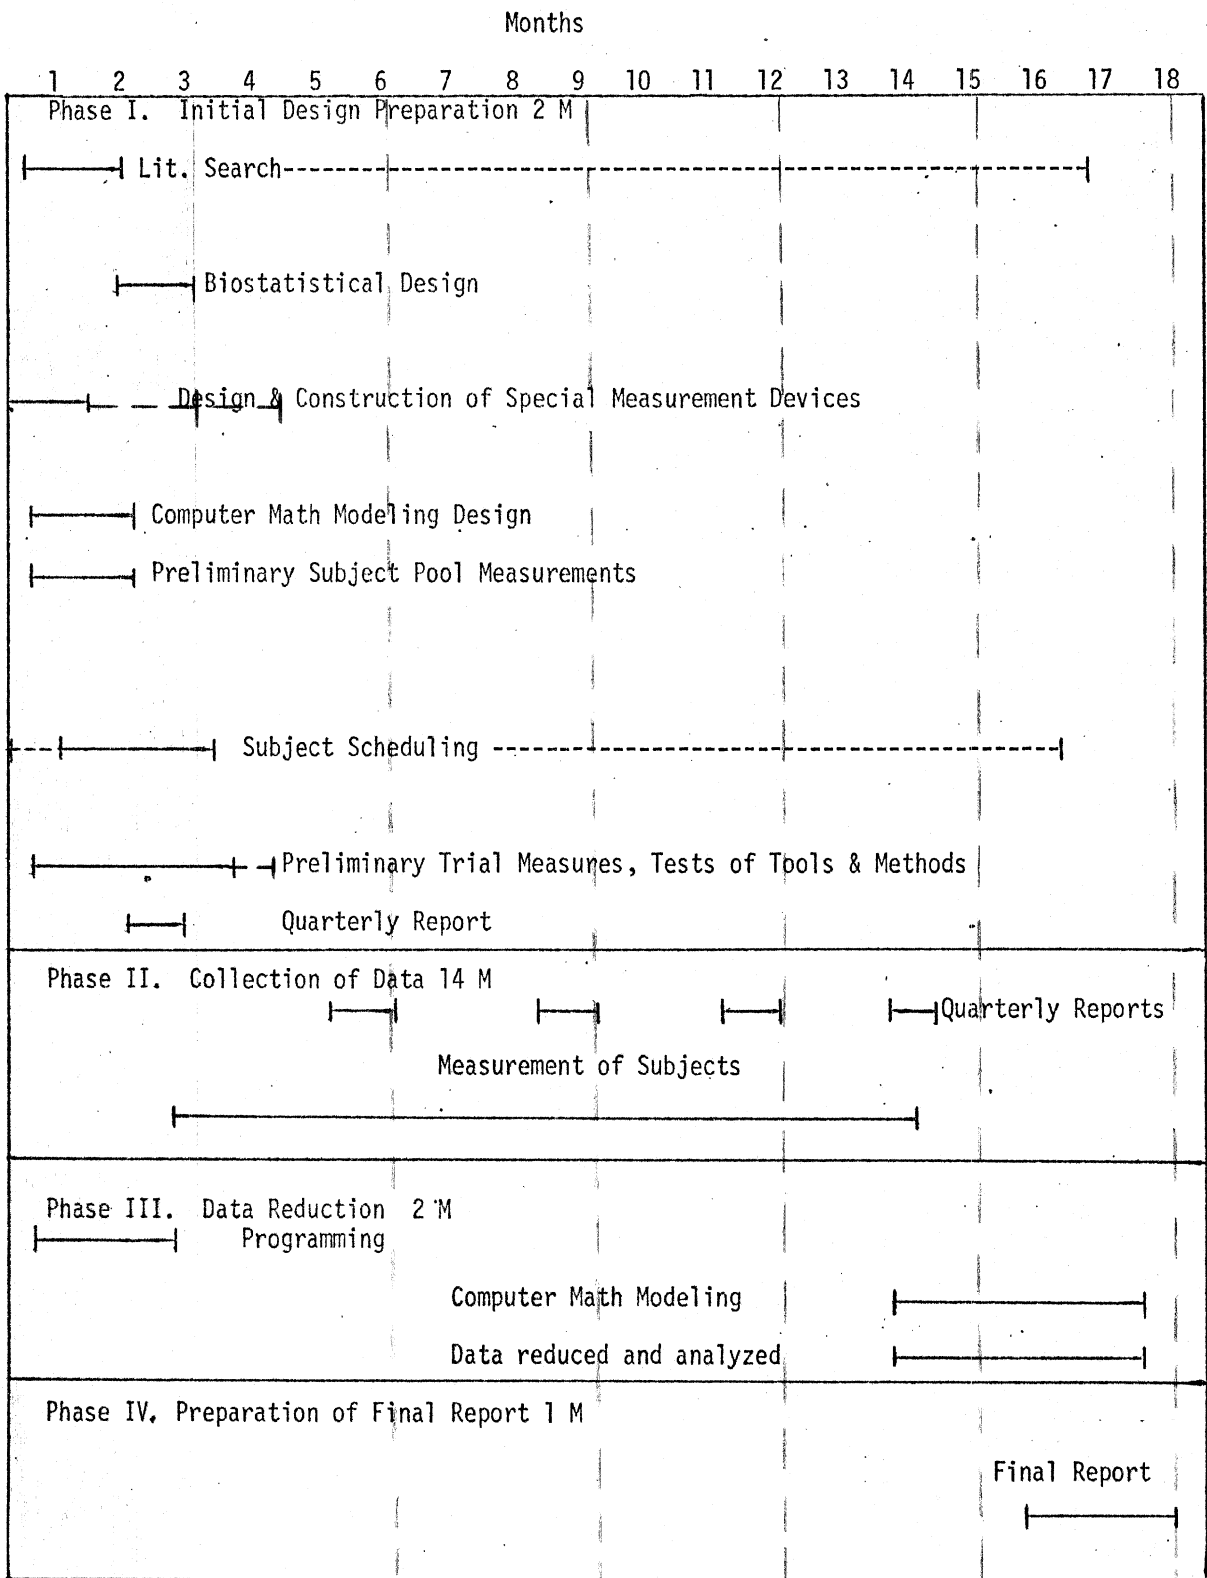 Months
1 2 3 4 5 6 7 8 9 10 11 12 13 14 15 16 17 18
Phase I. Initial Design Preparation 2 M
Lit. Search
Biostatistical Design
Design & Construction of Special Measurement Devices
Computer Math Modeling Design
Preliminary Subject Pool Measurements
Subject Scheduling
Preliminary Trial Measures, Tests of Tools & Methods
Quarterly Report
Phase II. Collection of Data 14 M
Quarterly Reports
Measurement of Subjects
Phase III. Data Reduction 2 M
Programming
Computer Math Modeling
Data reduced and analyzed
Phase IV. Preparation of Final Report 1 M
Final Report